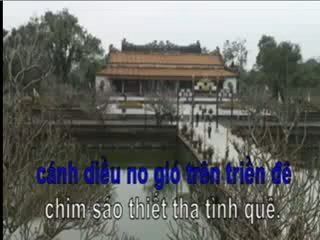 cánh diều no gió trên triền đê
chim sáo thiết tha tình quê.